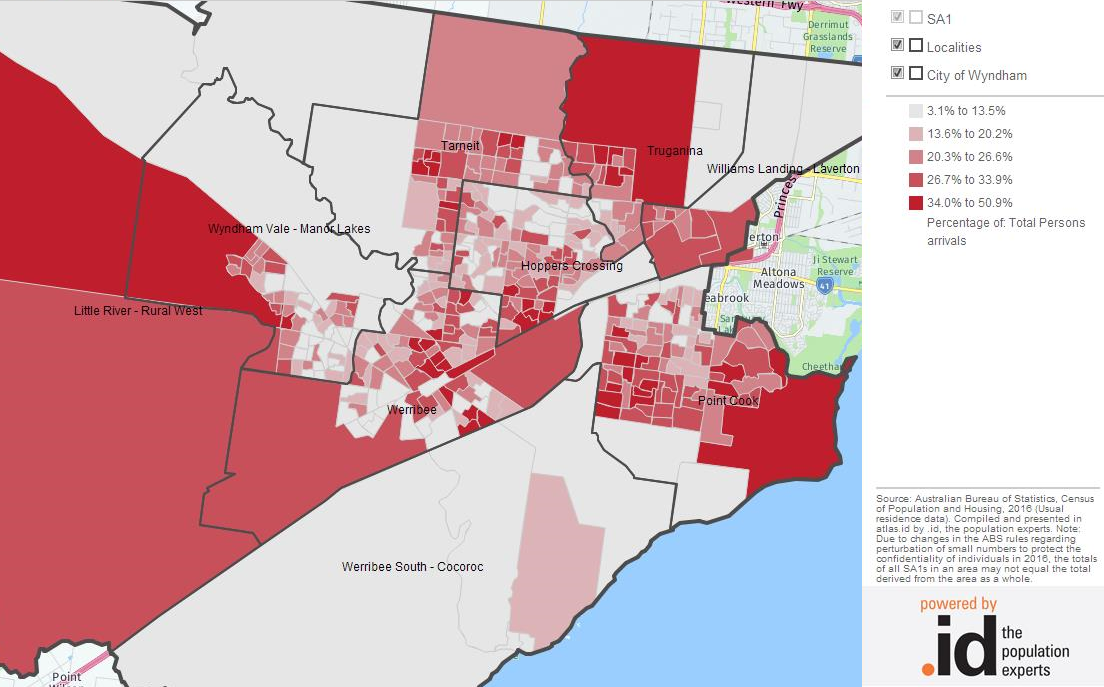 Western Fwy
Derrimut
Grasslands
Reserve
Tarneit
Truganina
Williams Landing - Laverton
Princes
Wyndham Vale - Manor Lakes
erton
Hoppers Crossing
Ji Stewart
Reserve
Altona
Meadows
41
eabrook
Little River - Rural West
Cheetha
Point Cook
Werribee
Werribee South - Cocoroc
Point
SA1
Localities
City of Wyndham
3.1% to 13.5%
13.6% to 20.2%
20.3% to 26.6%
26.7% to 33.9%
34.0% to 50.9%
Percentage of: Total Persons
arrivals
Source: Australian Bureau of Statistics, Census
of Population and Housing, 2016 (Usual
residence data). Compiled and presented in
atlas.id by .id, the population experts. Note:
Due to changes in the ABS rules regarding
perturbation of small numbers to protect the
confidentiality of individuals in 2016, the totals
of all SA1s in an area may not equal the total
derived from the area as a whole.
powered by
.id
the
population
experts